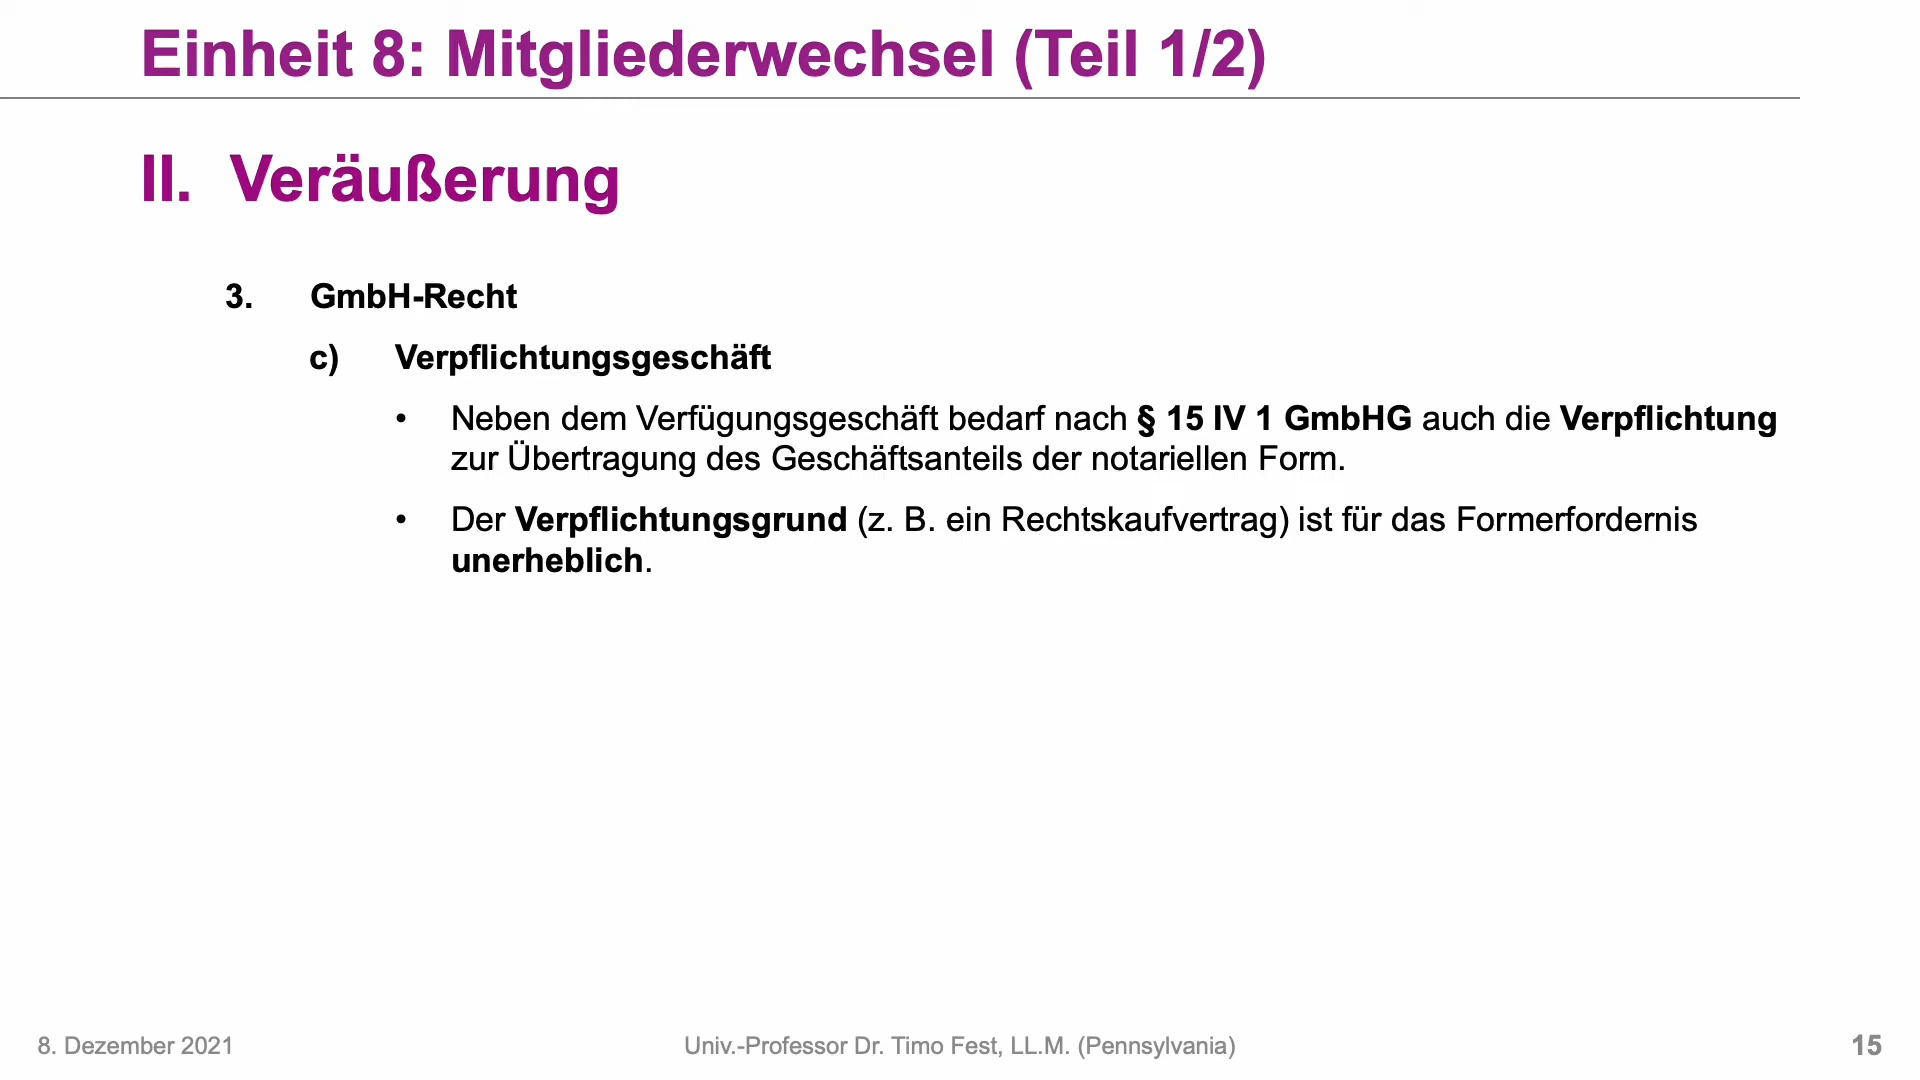 Einheit 8: Mitgliederwechsel (Teil 1/2)
II. Veräußerung
3. GmbH-Recht
c) Verpflichtungsgeschäft
• Neben dem Verfügungsgeschäft bedarf nach § 15 IV 1 GmbHG auch die Verpflichtung
zur Übertragung des Geschäftsanteils der notariellen Form.
• Der Verpflichtungsgrund (z. B. ein Rechtskaufvertrag) ist für das Formerfordernis
unerheblich.
8. Dezember 2021
Univ.-Professor Dr. Timo Fest, LL.M. (Pennsylvania)
15